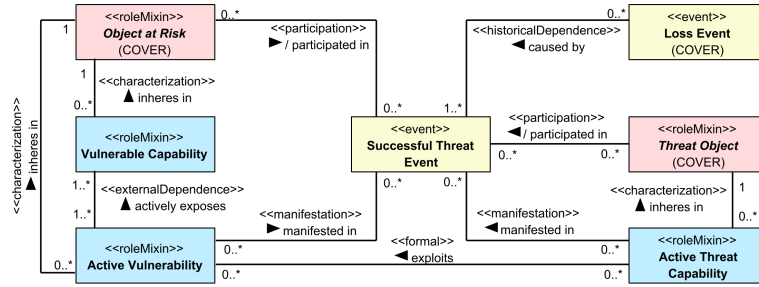 <<roleMixin>>
Object at Risk
(COVER)
1
0..*
<<participation>>
▶ / participated in
<<historicalDependence>>
◀ caused by
0..*
<<event>>
Loss Event
(COVER)
1
<<characterization>>
▲ inheres in
0..*
0..*
1..*
<<characterization>>
▲ inheres in
<<roleMixin>>
Vulnerable Capability
<<event>>
Successful Threat
Event
<<participation>>
◀ / participated in
0..*
0..*
<<roleMixin>>
Threat Object
(COVER)
1..*
<<externalDependence>>
▲ actively exposes
1..*
0..*
0..*
<<characterization>>
▲ inheres in
1
0..*
<<manifestation>>
▶ manifested in
<<manifestation>>
◀ manifested in
<<roleMixin>>
Active Vulnerability
0..*
0..*
0..*
<<formal>>
◀ exploits
0..*
0..*
<<roleMixin>>
Active Threat
Capability